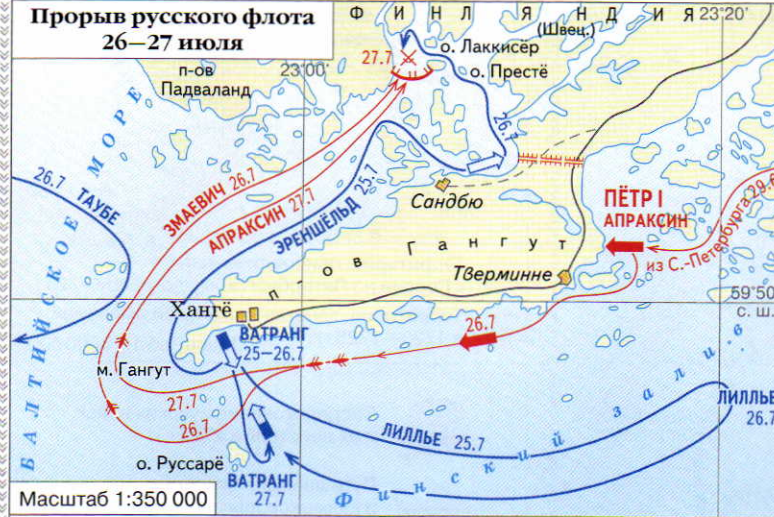 Прорыв русского флота
26–27 июля
ФИНЛЯНДИЯ
(Швец.)
23°20'
23°00'
27.7
о. Лаккисёр
о. Престё
п-ов
Падваланд
26.7
26.7 ТАУБЕ
БАЛТИЙСКОЕ МОРЕ
ЗМАЕВИЧ 26.7
АПРАКСИН 27.7
ЭРЕНШЁЛЬД 25.7
Сандбю
ПЁТР I
АПРАКСИН
из С.-Петербурга 29.6
п-ов Гангут
Тверминне
59°50'
с. ш.
Хангё
ВАТРАНГ
25–26.7
26.7
м. Гангут
27.7
26.7
ЛИЛЛЬЕ 25.7
ЛИЛЛЬЕ
26.7
о. Руссарё
ВАТРАНГ
27.7
Финский залив
Масштаб 1:350 000